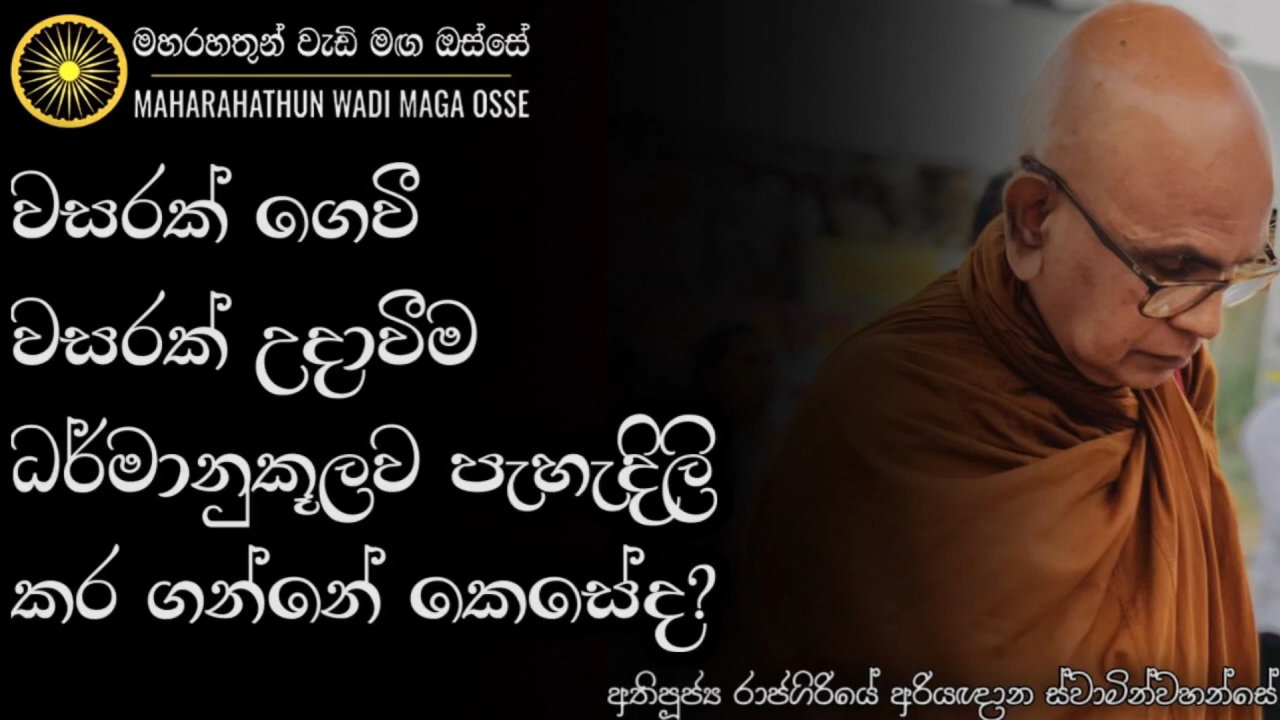 මහරහතුන් වැඩි මඟ ඔස්සේ
MAHARAHATHUN WADI MAGA OSSE
වසරක් ගෙවී
වසරක් උදාවීම
ධර්මානුකූලව පැහැදිලි
කර ගන්නේ කෙසේද?
අතිපූජ්‍ය රාජගිරියේ අරියඥාන ස්වාමින්වහන්සේ